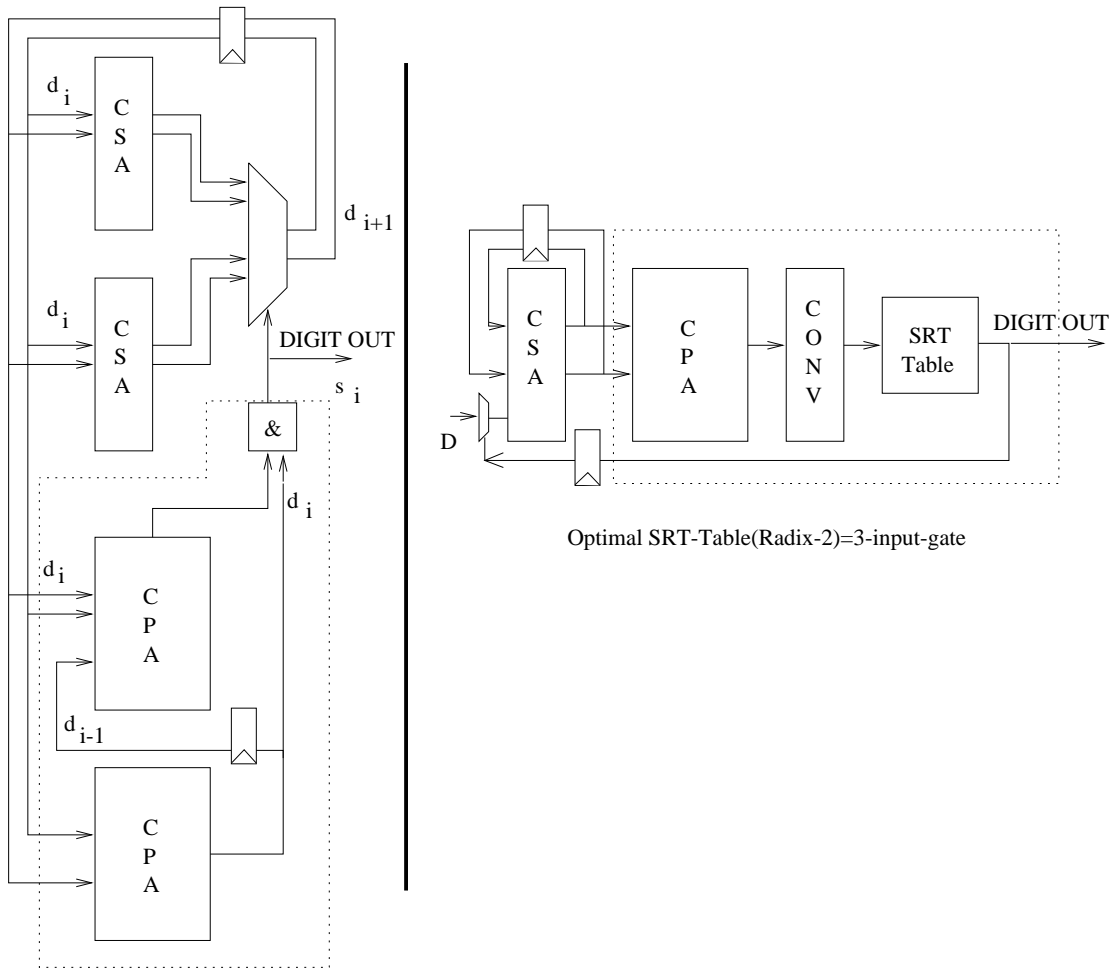 d i
C
S
A
d i+1
d i
C
S
A
DIGIT OUT
s i
&
d i
d i
C
P
A
d i-1
C
P
A
C
S
A
D
C
P
A
C
O
N
V
SRT
Table
DIGIT OUT
Optimal SRT-Table(Radix-2)=3-input-gate